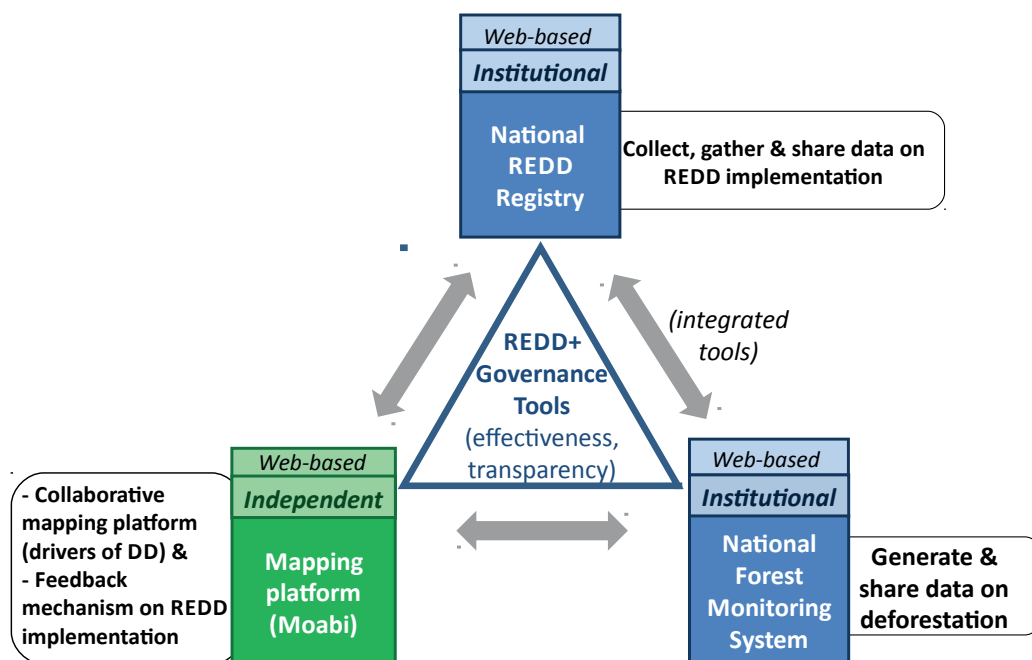 Web-based
Institutional
National
REDD
Registry
Collect, gather & share data on
REDD implementation
(integrated
tools)
REDD+
Governance
Tools
(effectiveness,
transparency)
Web-based
Independent
Mapping
platform
(Moabi)
- Collaborative
mapping platform
(drivers of DD) &
- Feedback
mechanism on REDD
implementation
Web-based
Institutional
National
Forest
Monitoring
System
Generate &
share data on
deforestation